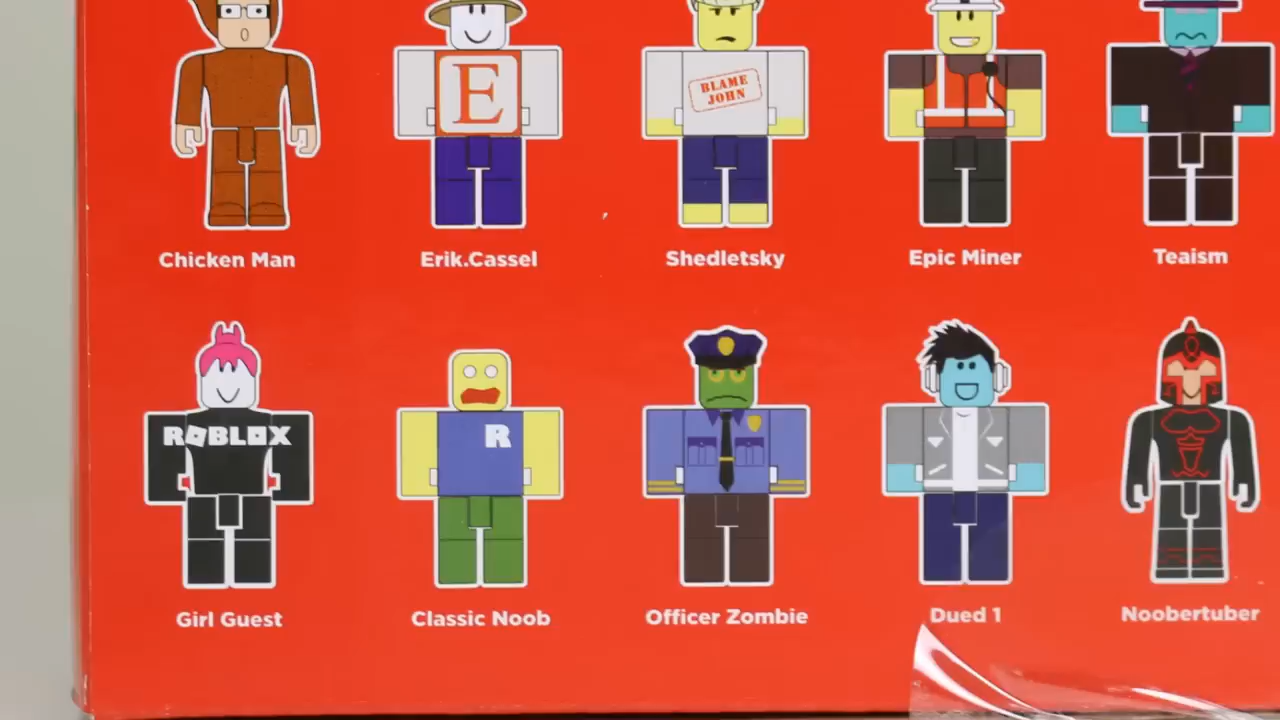 E
BLAME
JOHN
Chicken Man
Erik.Cassel
Shedletsky
Epic Miner
Teaism
ROBLOX
R
Girl Guest
Classic Noob
Officer Zombie
Dued 1
Noobertuber